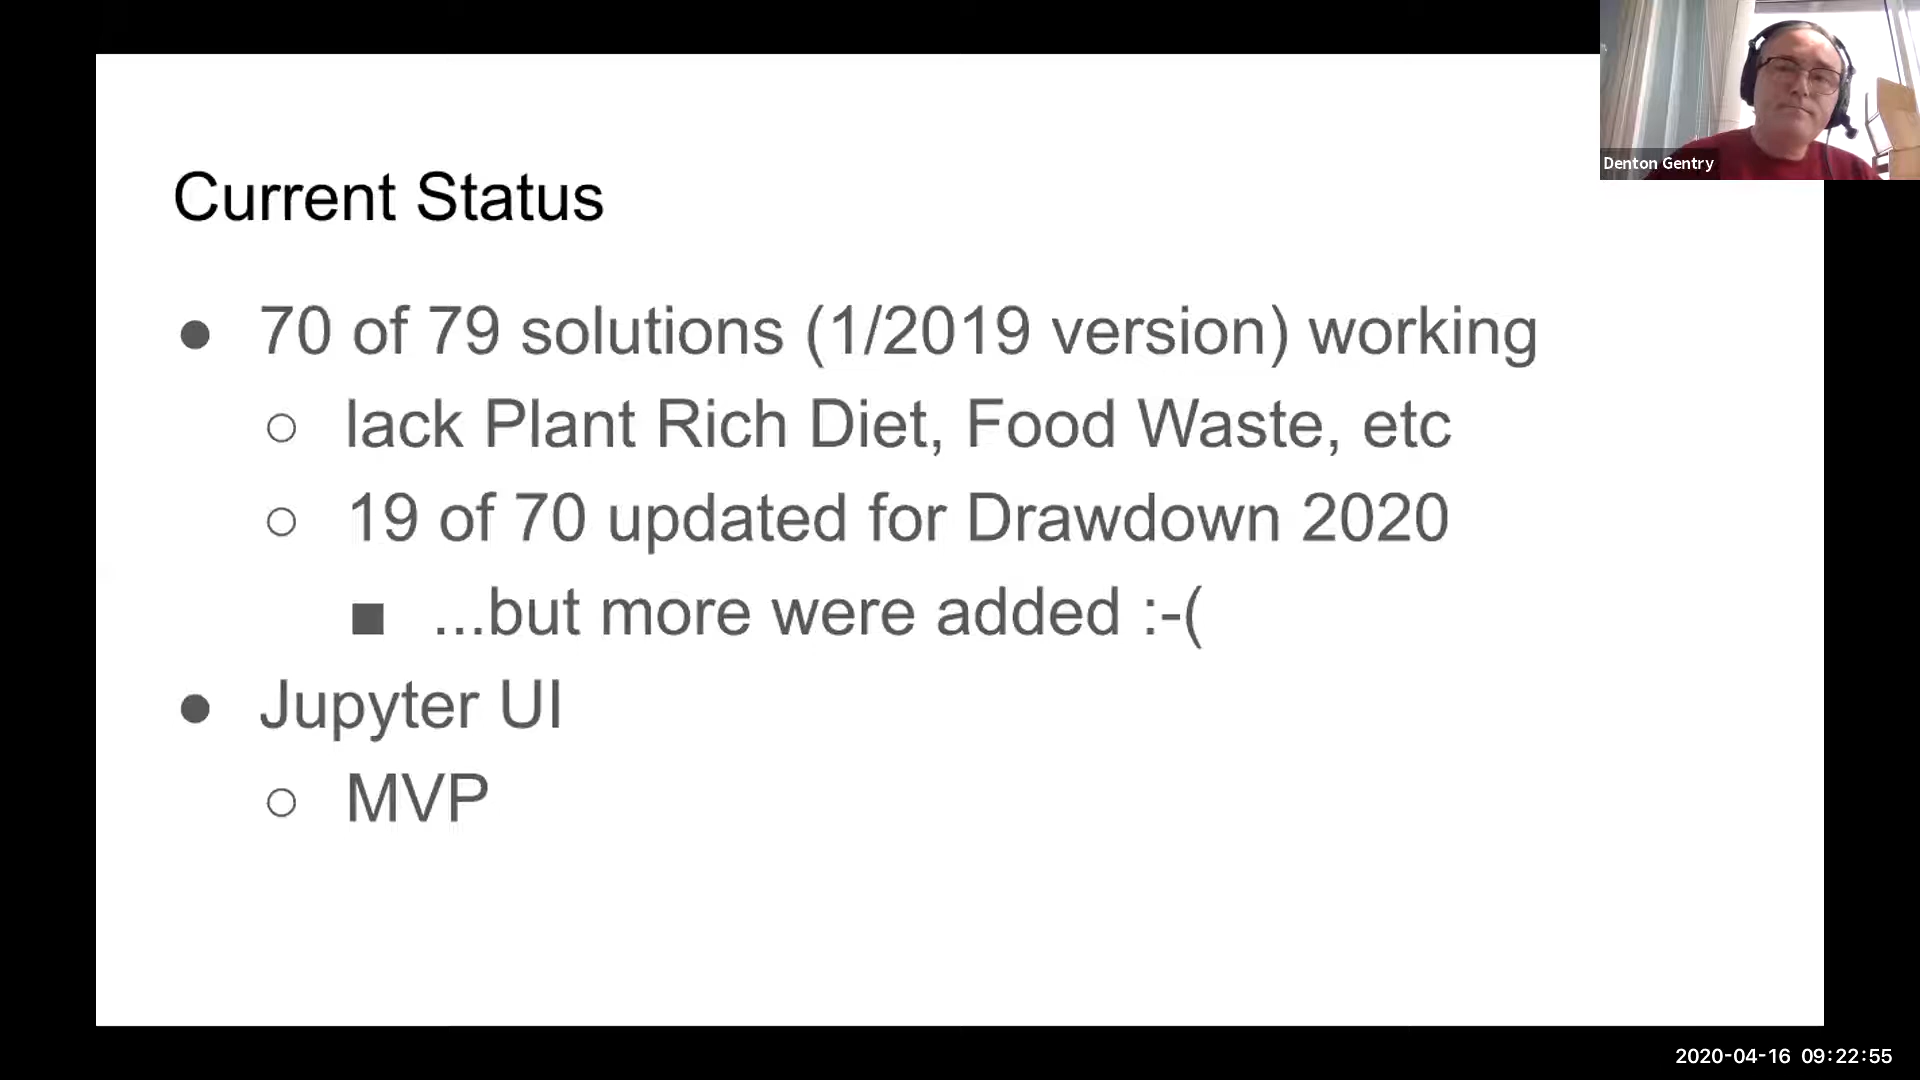 Denton Gentry
Current Status
● 70 of 79 solutions (1/2019 version) working
○ lack Plant Rich Diet, Food Waste, etc
○ 19 of 70 updated for Drawdown 2020
■ ...but more were added :-(
● Jupyter UI
○ MVP
2020-04-16 09:22:55